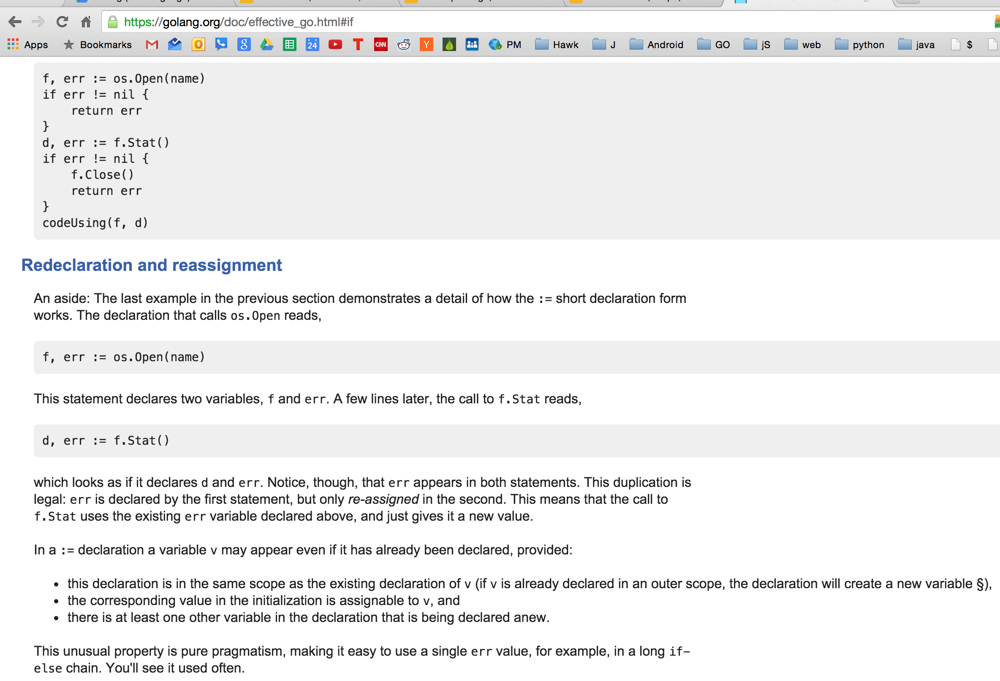 https://golang.org/doc/effective_go.html#if
Apps Bookmarks 24 CNN Y PM Hawk J Android GO jS web python java $
f, err := os.Open(name)
if err != nil {
    return err
}
d, err := f.Stat()
if err != nil {
    f.Close()
    return err
}
codeUsing(f, d)
Redeclaration and reassignment
An aside: The last example in the previous section demonstrates a detail of how the := short declaration form
works. The declaration that calls os.Open reads,
f, err := os.Open(name)
This statement declares two variables, f and err. A few lines later, the call to f.Stat reads,
d, err := f.Stat()
which looks as if it declares d and err. Notice, though, that err appears in both statements. This duplication is
legal: err is declared by the first statement, but only re-assigned in the second. This means that the call to
f.Stat uses the existing err variable declared above, and just gives it a new value.
In a := declaration a variable v may appear even if it has already been declared, provided:
• this declaration is in the same scope as the existing declaration of v (if v is already declared in an outer scope, the declaration will create a new variable §),
• the corresponding value in the initialization is assignable to v, and
• there is at least one other variable in the declaration that is being declared anew.
This unusual property is pure pragmatism, making it easy to use a single err value, for example, in a long if-
else chain. You'll see it used often.